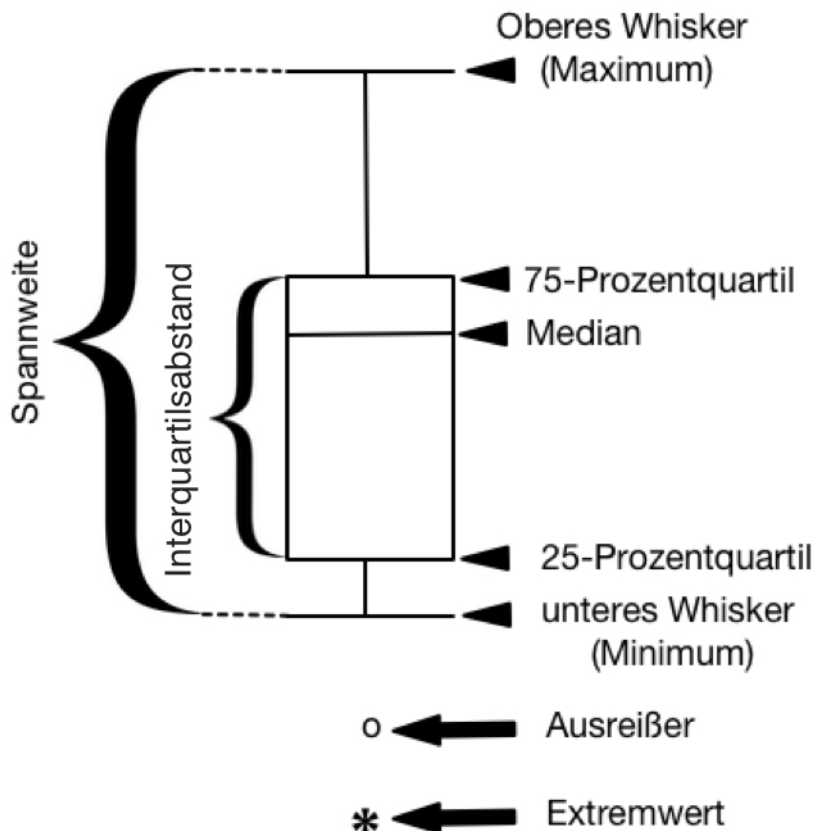 Oberes Whisker
(Maximum)
Spannweite
Interquartilsabstand
75-Prozentquartil
Median
25-Prozentquartil
unteres Whisker
(Minimum)
o
Ausreißer
*
Extremwert